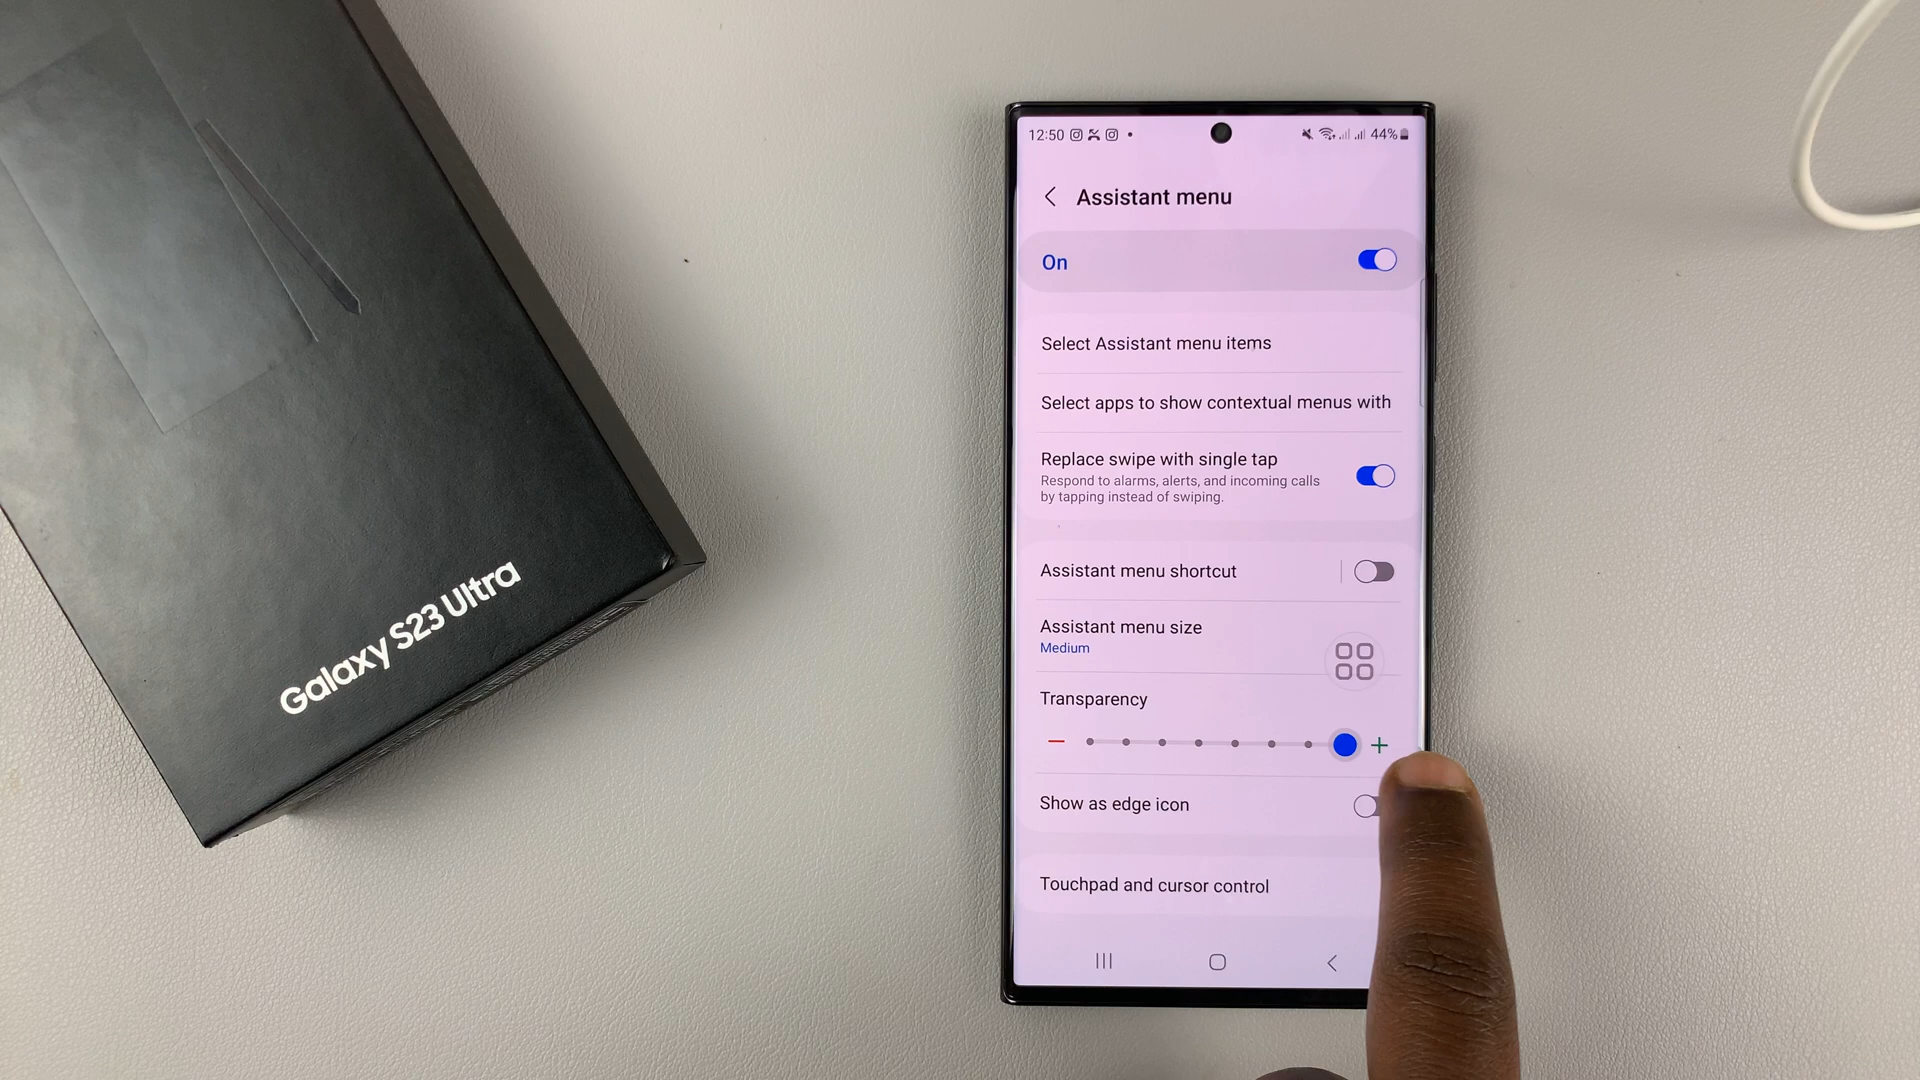 Galaxy S23 Ultra
12:50
44%
Assistant menu
On
Select Assistant menu items
Select apps to show contextual menus with
Replace swipe with single tap
Respond to alarms, alerts, and incoming calls
by tapping instead of swiping.
Assistant menu shortcut
Assistant menu size
Medium
Transparency
Show as edge icon
Touchpad and cursor control